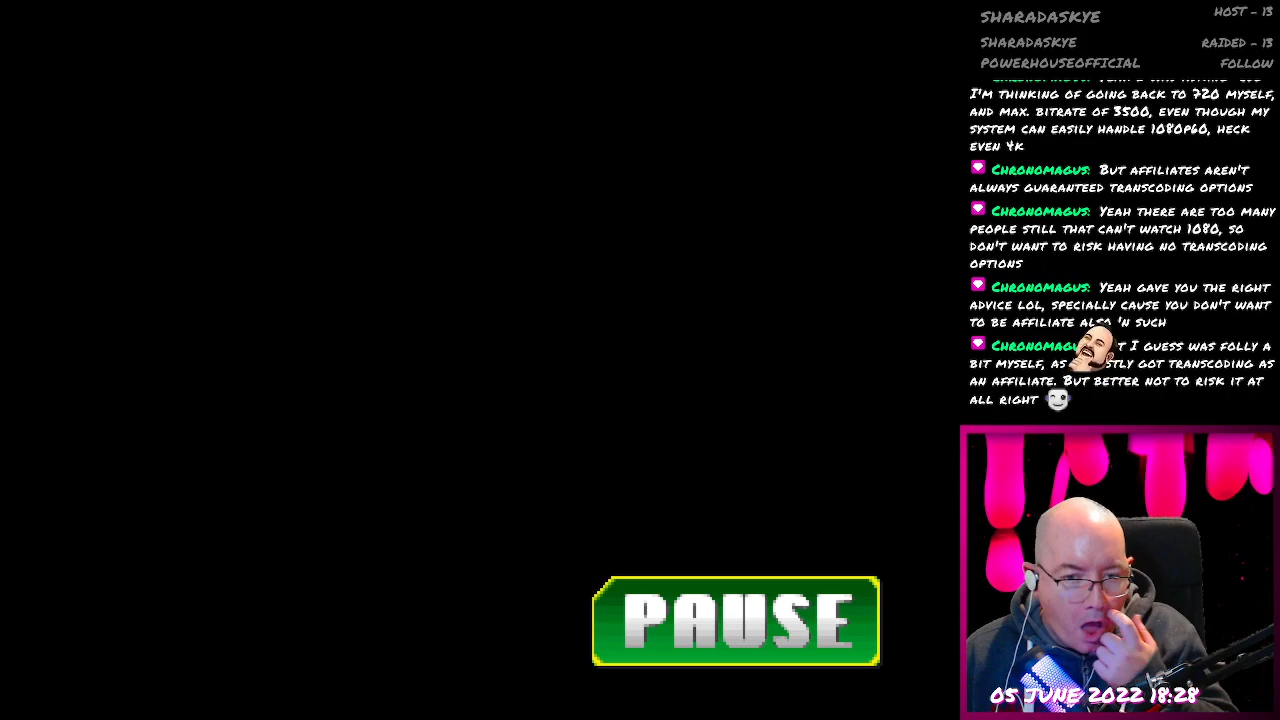 SHARADASKYE HOST - 13
SHARADASKYE RAIDED - 13
POWERHOUSEOFFICIAL FOLLOW
I'M THINKING OF GOING BACK TO 720 MYSELF,
AND MAX. BITRATE OF 3500, EVEN THOUGH MY
SYSTEM CAN EASILY HANDLE 1080P60, HECK
EVEN 4K
CHRONOMAGUS: BUT AFFILIATES AREN'T
ALWAYS GUARANTEED TRANSCODING OPTIONS
CHRONOMAGUS: YEAH THERE ARE TOO MANY
PEOPLE STILL THAT CAN'T WATCH 1080, SO
DON'T WANT TO RISK HAVING NO TRANSCODING
OPTIONS
CHRONOMAGUS: YEAH GAVE YOU THE RIGHT
ADVICE LOL, SPECIALLY CAUSE YOU DON'T WANT
TO BE AFFILIATE ALSO 'N SUCH
I GUESS WAS FOLLY A
BIT MYSELF, AS GOT TRANSCODING AS
AN AFFILIATE. BUT BETTER NOT TO RISK IT AT
ALL RIGHT
PAUSE
05 JUNE 2022 18:28